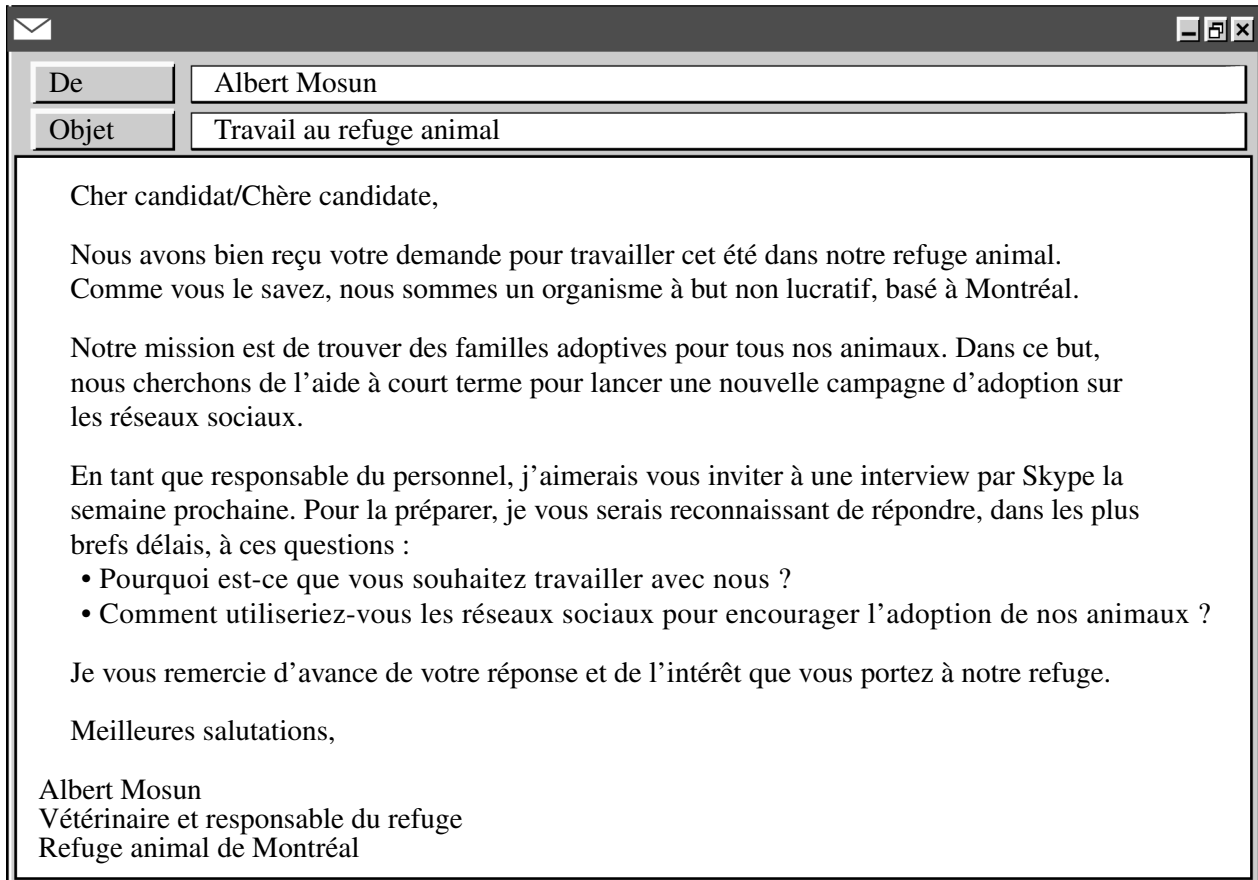 De
Albert Mosun
Objet
Travail au refuge animal
Cher candidat/Chère candidate,
Nous avons bien reçu votre demande pour travailler cet été dans notre refuge animal.
Comme vous le savez, nous sommes un organisme à but non lucratif, basé à Montréal.
Notre mission est de trouver des familles adoptives pour tous nos animaux. Dans ce but,
nous cherchons de l’aide à court terme pour lancer une nouvelle campagne d’adoption sur
les réseaux sociaux.
En tant que responsable du personnel, j’aimerais vous inviter à une interview par Skype la
semaine prochaine. Pour la préparer, je vous serais reconnaissant de répondre, dans les plus
brefs délais, à ces questions :
• Pourquoi est-ce que vous souhaitez travailler avec nous ?
• Comment utiliseriez-vous les réseaux sociaux pour encourager l’adoption de nos animaux ?
Je vous remercie d’avance de votre réponse et de l’intérêt que vous portez à notre refuge.
Meilleures salutations,
Albert Mosun
Vétérinaire et responsable du refuge
Refuge animal de Montréal